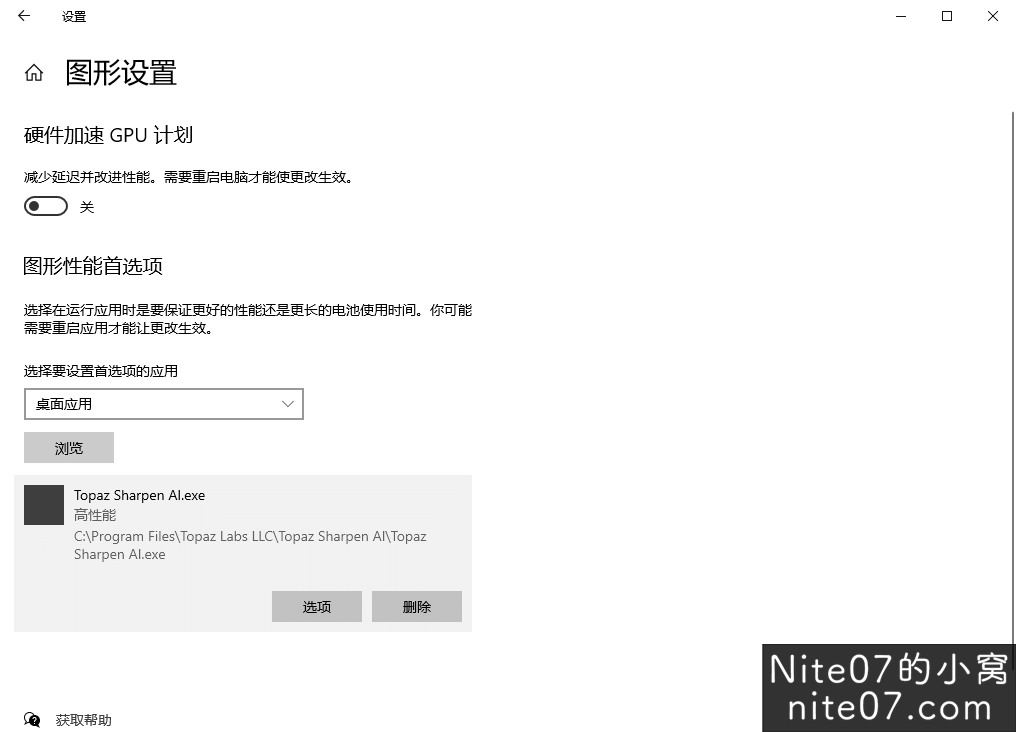 设置
图形设置
硬件加速 GPU 计划
减少延迟并改进性能。需要重启电脑才能使更改生效。
关
图形性能首选项
选择在运行应用时是要保证更好的性能还是更长的电池使用时间。你可能
需要重启应用才能让更改生效。
选择要设置首选项的应用
桌面应用
浏览
Topaz Sharpen AI.exe
高性能
C:\Program Files\Topaz Labs LLC\Topaz Sharpen AI\Topaz
Sharpen AI.exe
选项
删除
Nite07的小窝
nite07.com
获取帮助